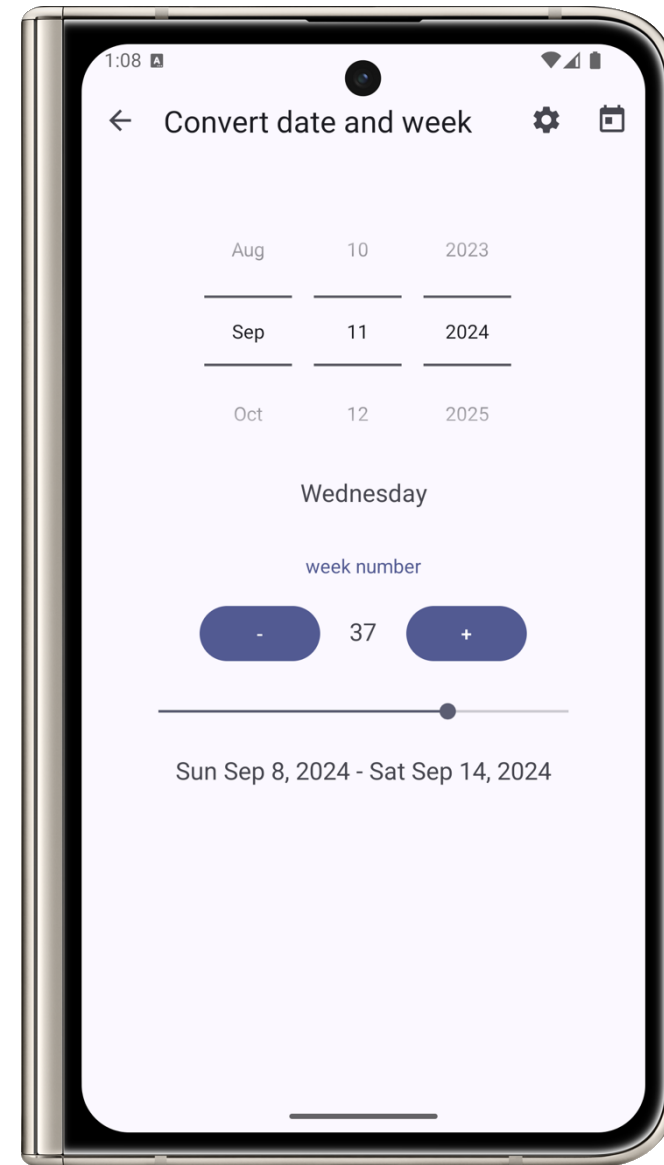 1:08 A
Convert date and week
Aug 10 2023
Sep 11 2024
Oct 12 2025
Wednesday
week number
- 37 +
Sun Sep 8, 2024 - Sat Sep 14, 2024